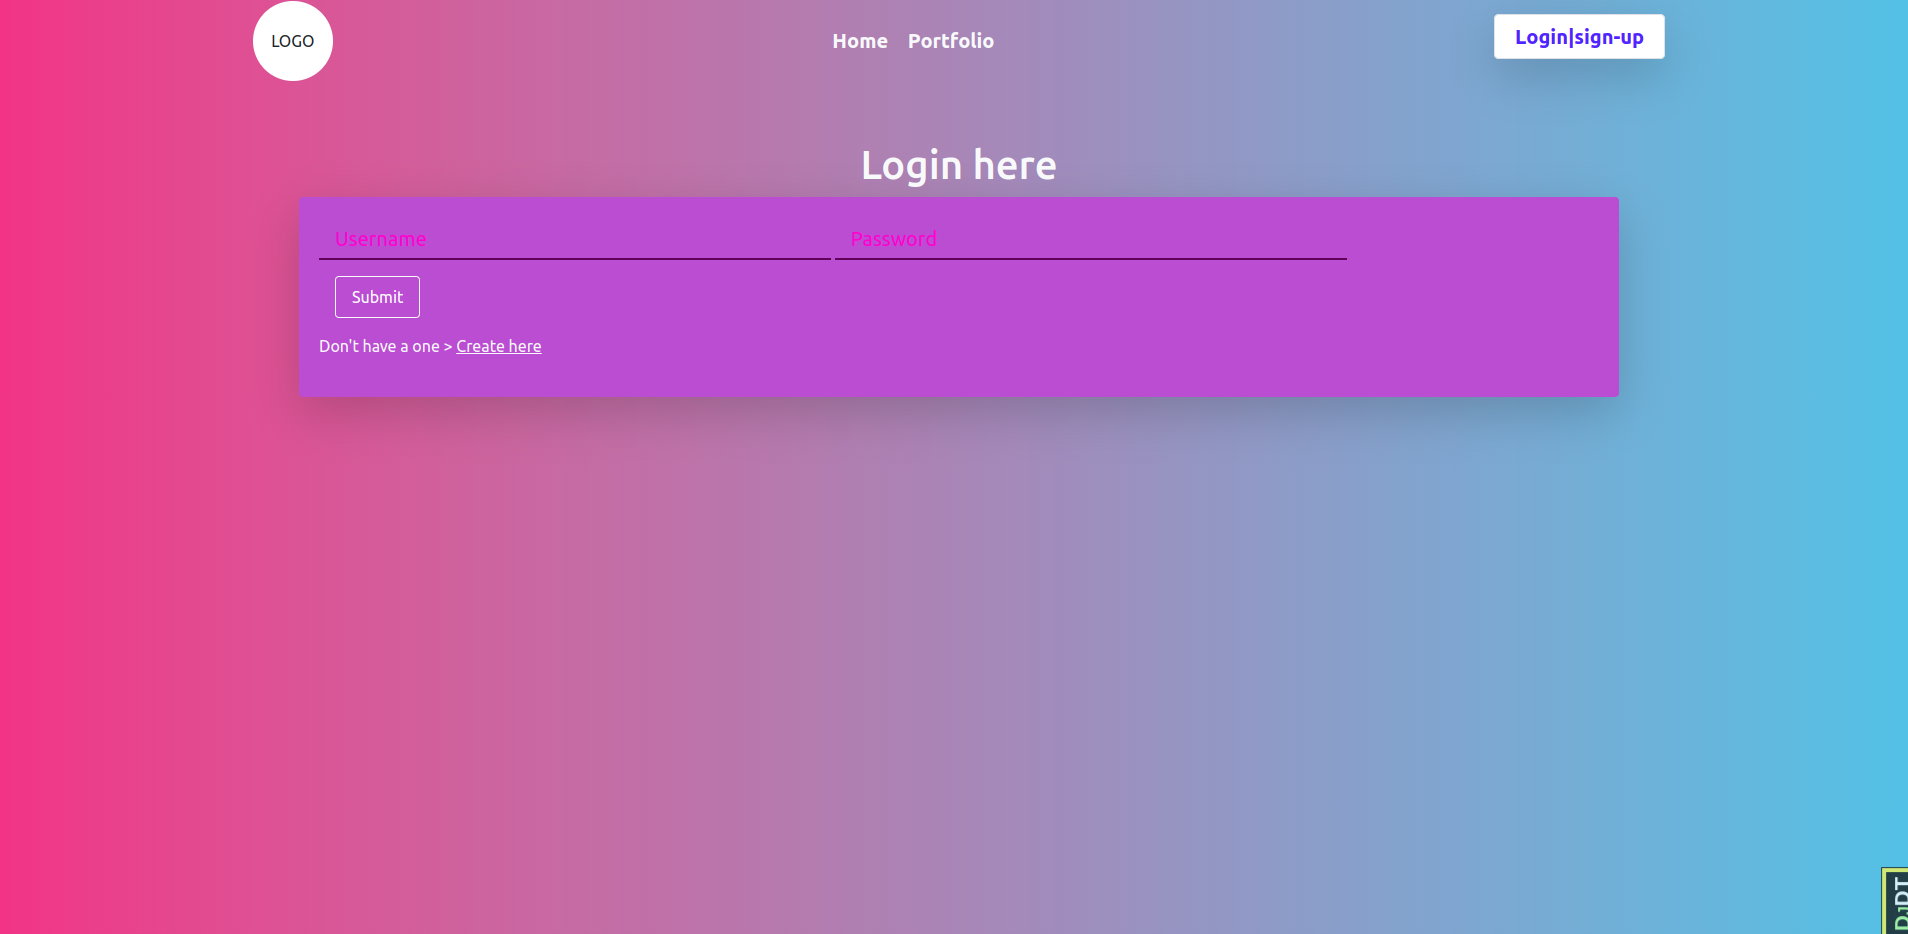 LOGO
Home Portfolio
Login|sign-up
Login here
Username Password
Submit
Don't have a one > Create here
DJDT